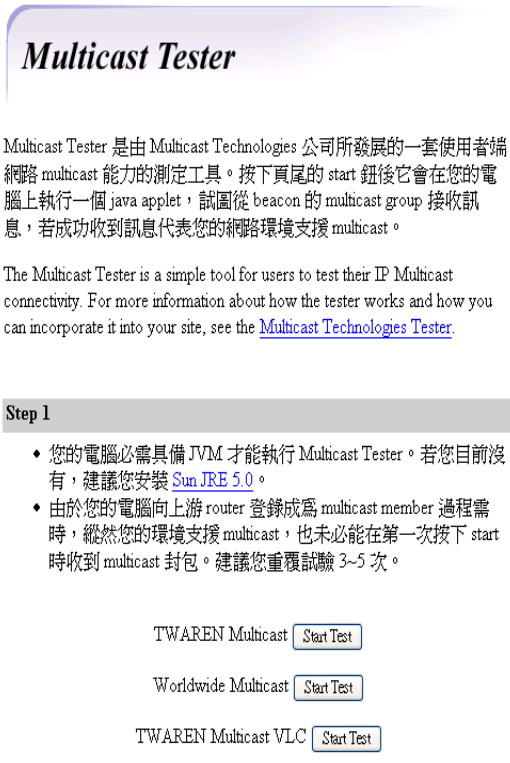 Multicast Tester
Multicast Tester 是由 Multicast Technologies 公司所發展的一套使用者端
網路 multicast 能力的測定工具。按下頁尾的 start 鈕後它會在您的電
腦上執行一個 java applet，試圖從 beacon 的 multicast group 接收訊
息，若成功收到訊息代表您的網路環境支援 multicast。
The Multicast Tester is a simple tool for users to test their IP Multicast
connectivity. For more information about how the tester works and how you
can incorporate it into your site, see the Multicast Technologies Tester.
Step 1
• 您的電腦必需具備 JVM 才能執行 Multicast Tester。若您目前沒
有，建議您安裝 Sun JRE 5.0。
• 由於您的電腦向上游 router 登錄成爲 multicast member 過程需
時，縱然您的環境支援 multicast，也未必能在第一次按下 start
時收到 multicast 封包。建議您重覆試驗 3~5 次。
TWAREN Multicast Start Test
Worldwide Multicast Start Test
TWAREN Multicast VLC Start Test